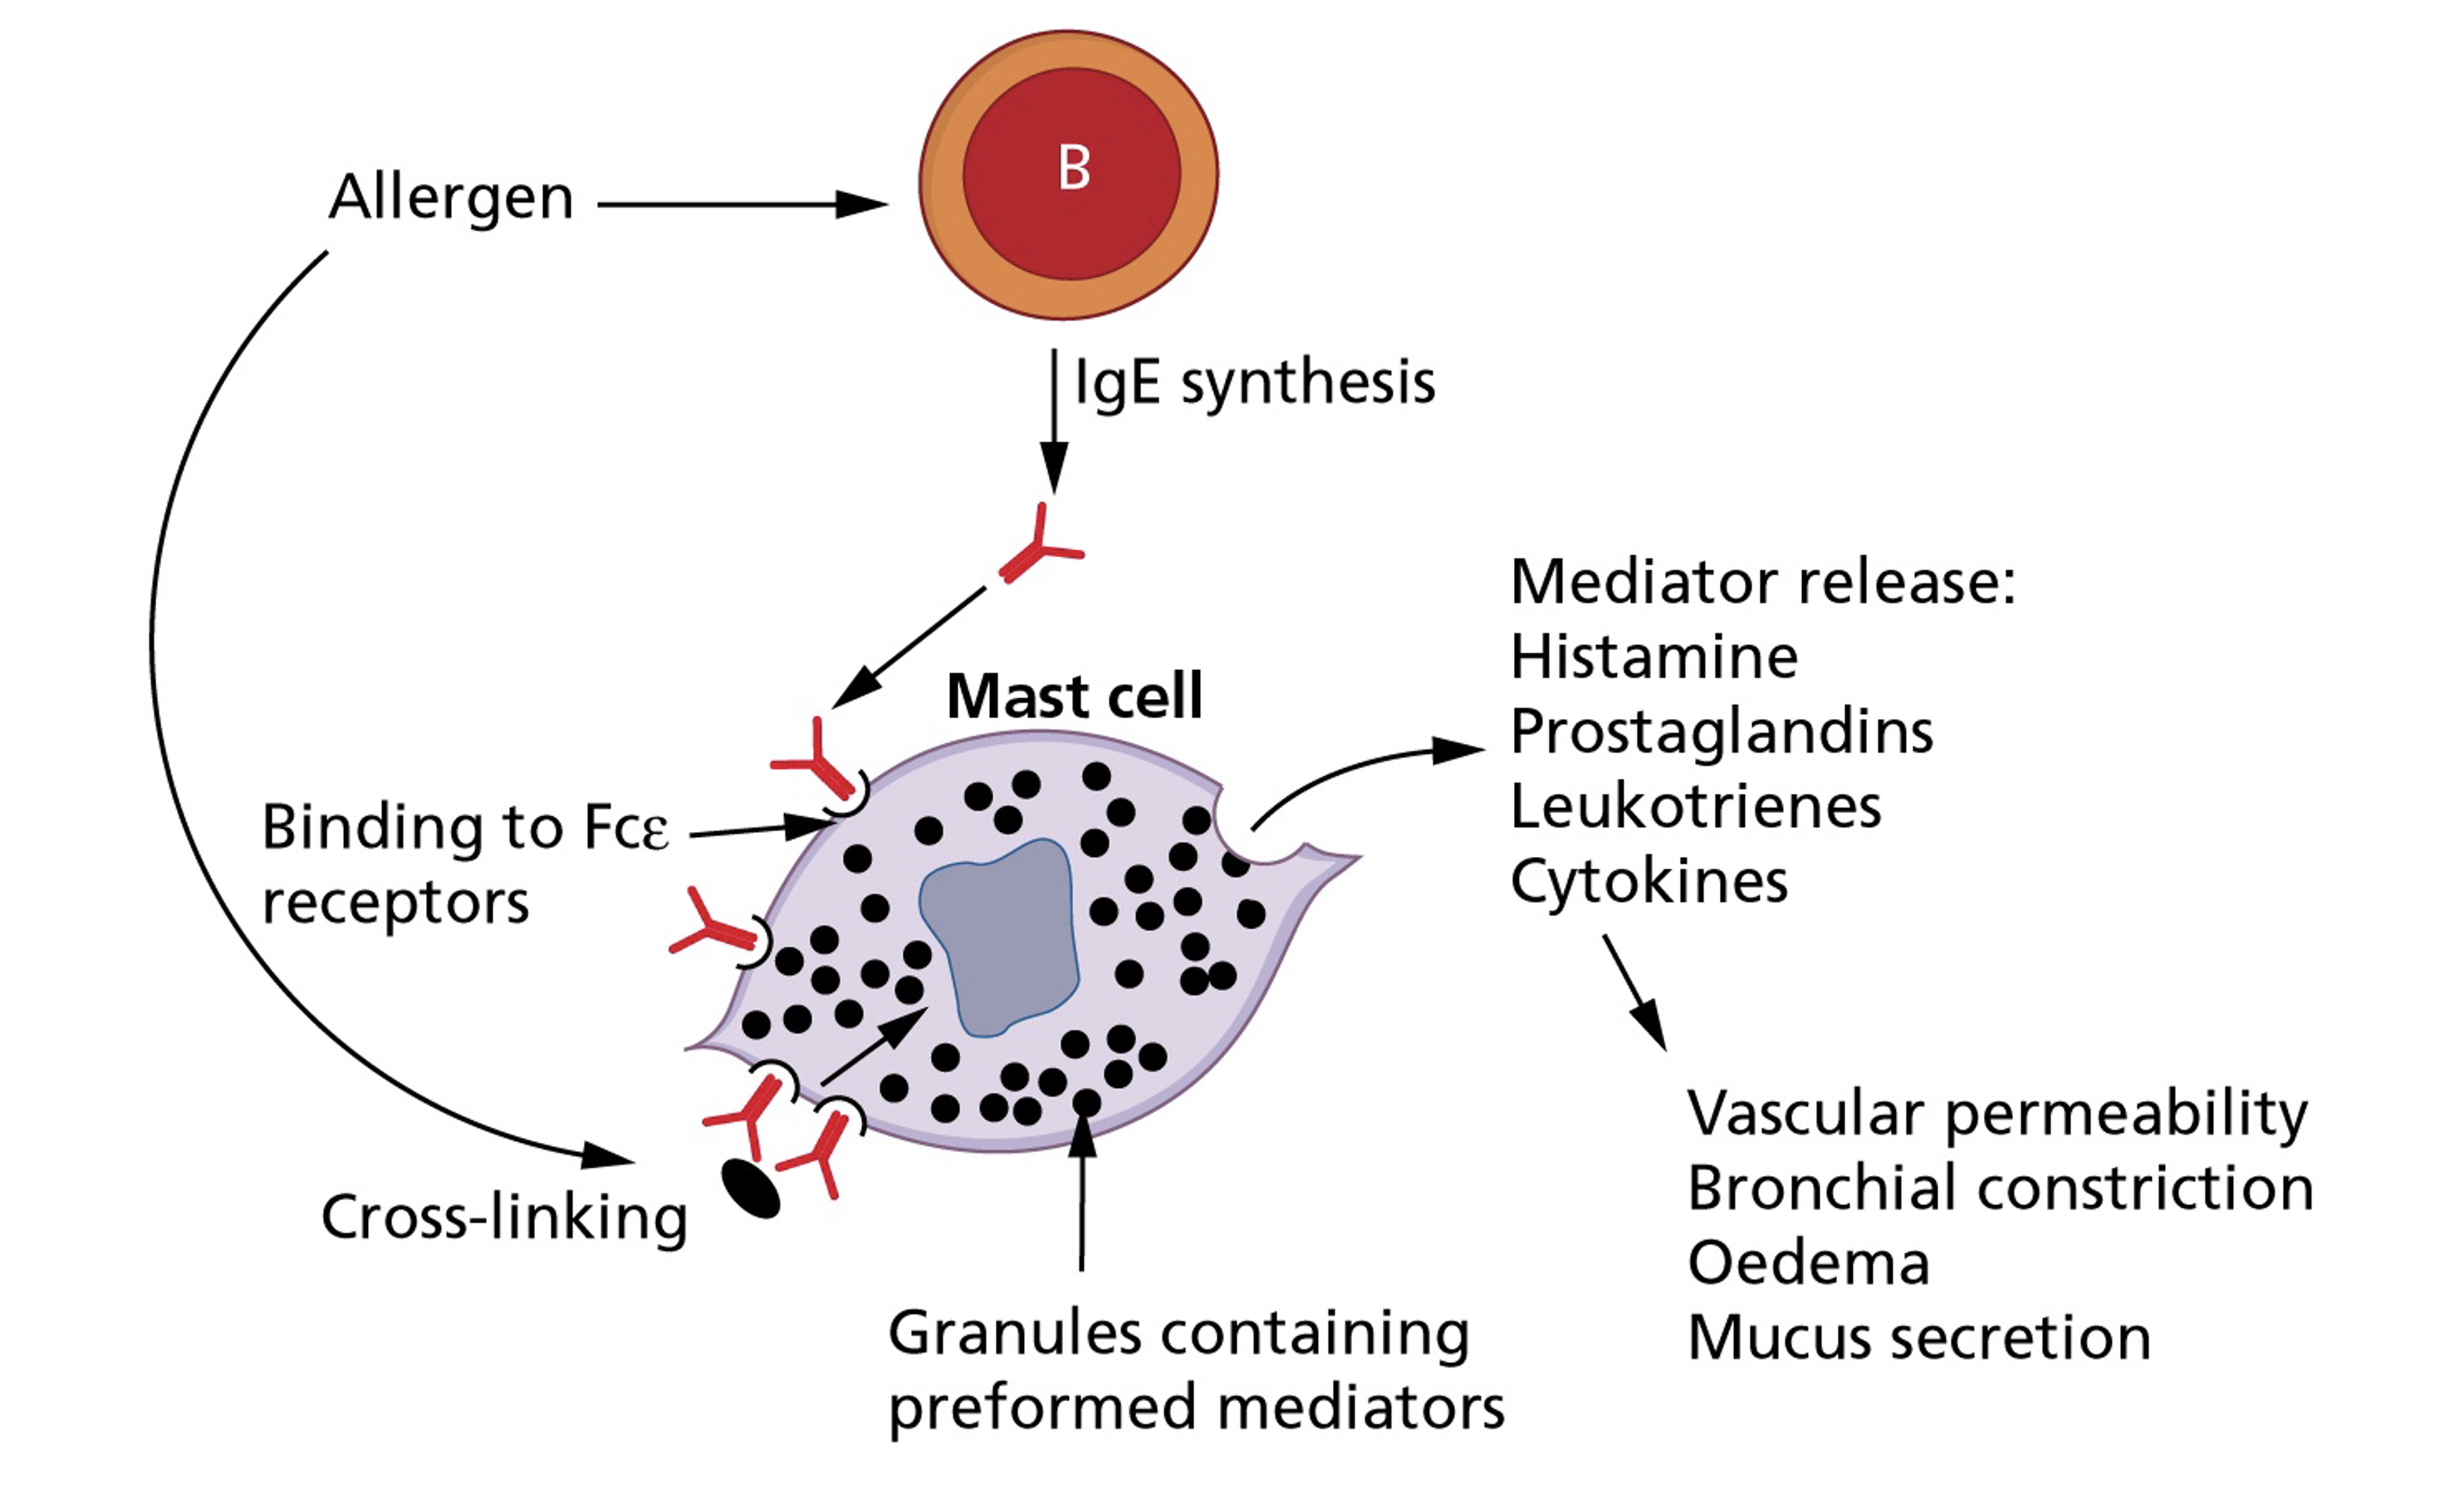 B
Allergen
IgE synthesis
Mediator release:
Histamine
Prostaglandins
Leukotrienes
Cytokines
Mast cell
Binding to Fcε
receptors
Cross-linking
Vascular permeability
Bronchial constriction
Oedema
Mucus secretion
Granules containing
preformed mediators